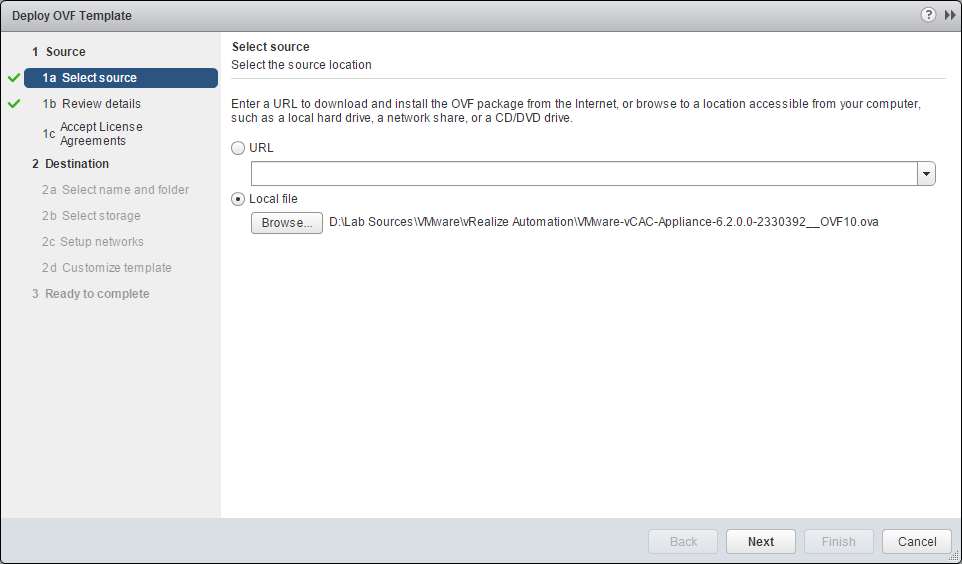 Deploy OVF Template
?
1 Source
1a Select source
1b Review details
1c Accept License
Agreements
2 Destination
2a Select name and folder
2b Select storage
2c Setup networks
2d Customize template
3 Ready to complete
Select source
Select the source location
Enter a URL to download and install the OVF package from the Internet, or browse to a location accessible from your computer,
such as a local hard drive, a network share, or a CD/DVD drive.
URL
Local file
Browse... D:\Lab Sources\VMware\vRealize Automation\VMware-vCAC-Appliance-6.2.0.0-2330392__OVF10.ova
Back Next Finish Cancel